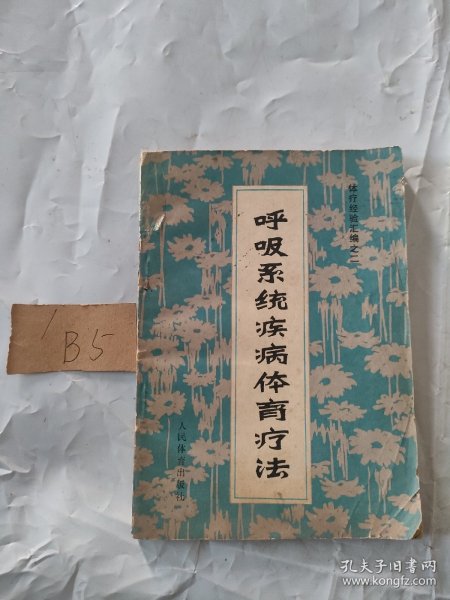 体疗经验汇编之二
呼吸系统疾病体育疗法
人民体育出版社
B5
孔夫子旧书网
www.kongfz.com